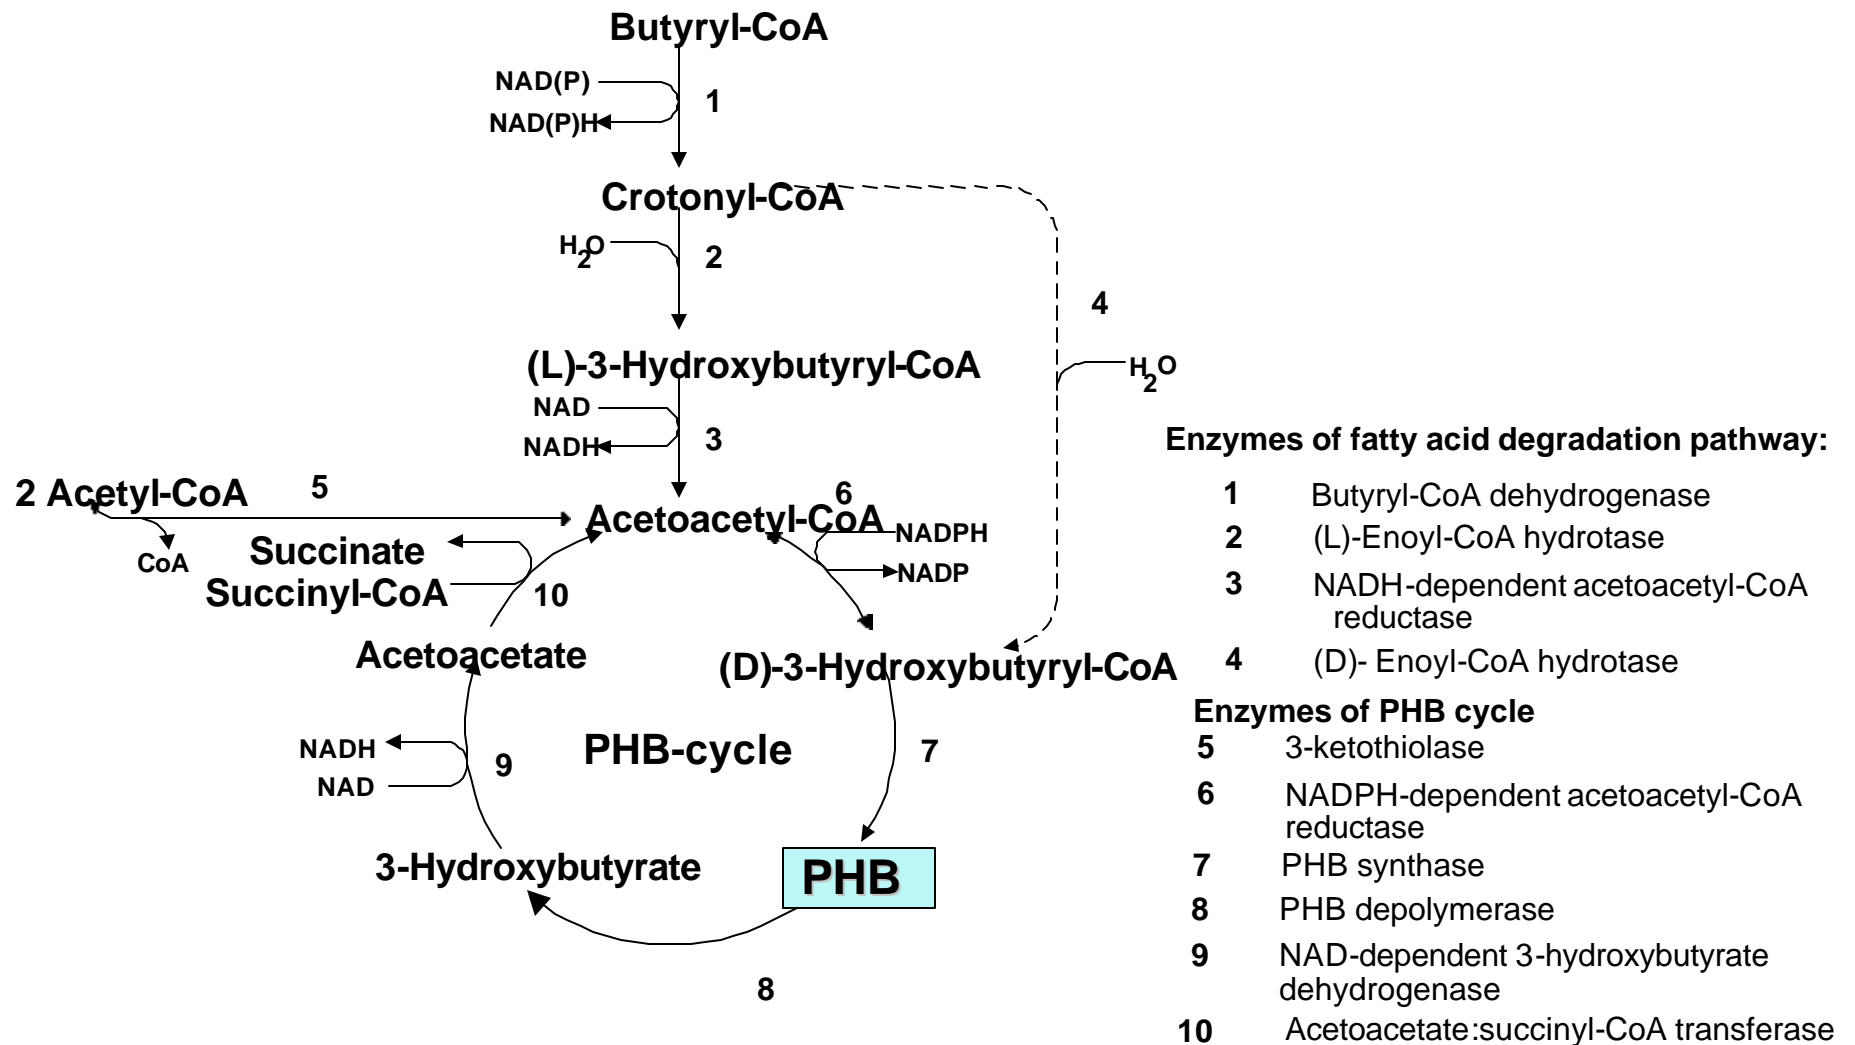 Butyryl-CoA
NAD(P)
1
NAD(P)H
Crotonyl-CoA
H2O
2
4
(L)-3-Hydroxybutyryl-CoA
H2O
NAD
3
NADH
2 Acetyl-CoA
5
6
Acetoacetyl-CoA
NADPH
CoA
Succinate
NADP
Succinyl-CoA
10
Acetoacetate
(D)-3-Hydroxybutyryl-CoA
NADH
9
PHB-cycle
7
NAD
3-Hydroxybutyrate
PHB
8
Enzymes of fatty acid degradation pathway:
1 Butyryl-CoA dehydrogenase
2 (L)-Enoyl-CoA hydrotase
3 NADH-dependent acetoacetyl-CoA
reductase
4 (D)- Enoyl-CoA hydrotase
Enzymes of PHB cycle
5 3-ketothiolase
6 NADPH-dependent acetoacetyl-CoA
reductase
7 PHB synthase
8 PHB depolymerase
9 NAD-dependent 3-hydroxybutyrate
dehydrogenase
10 Acetoacetate:succinyl-CoA transferase